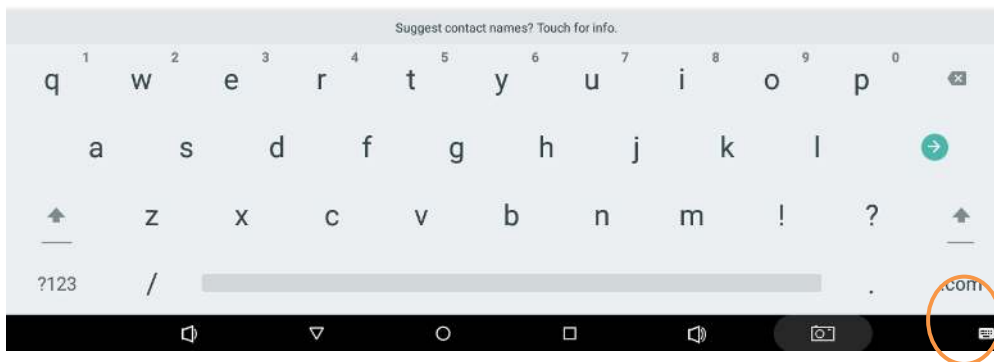 Suggest contact names? Touch for info.
1 2 3 4 5 6 7 8 9 0
q w e r t y u i o p
a s d f g h j k l
z x c v b n m ! ?
?123 / . .com